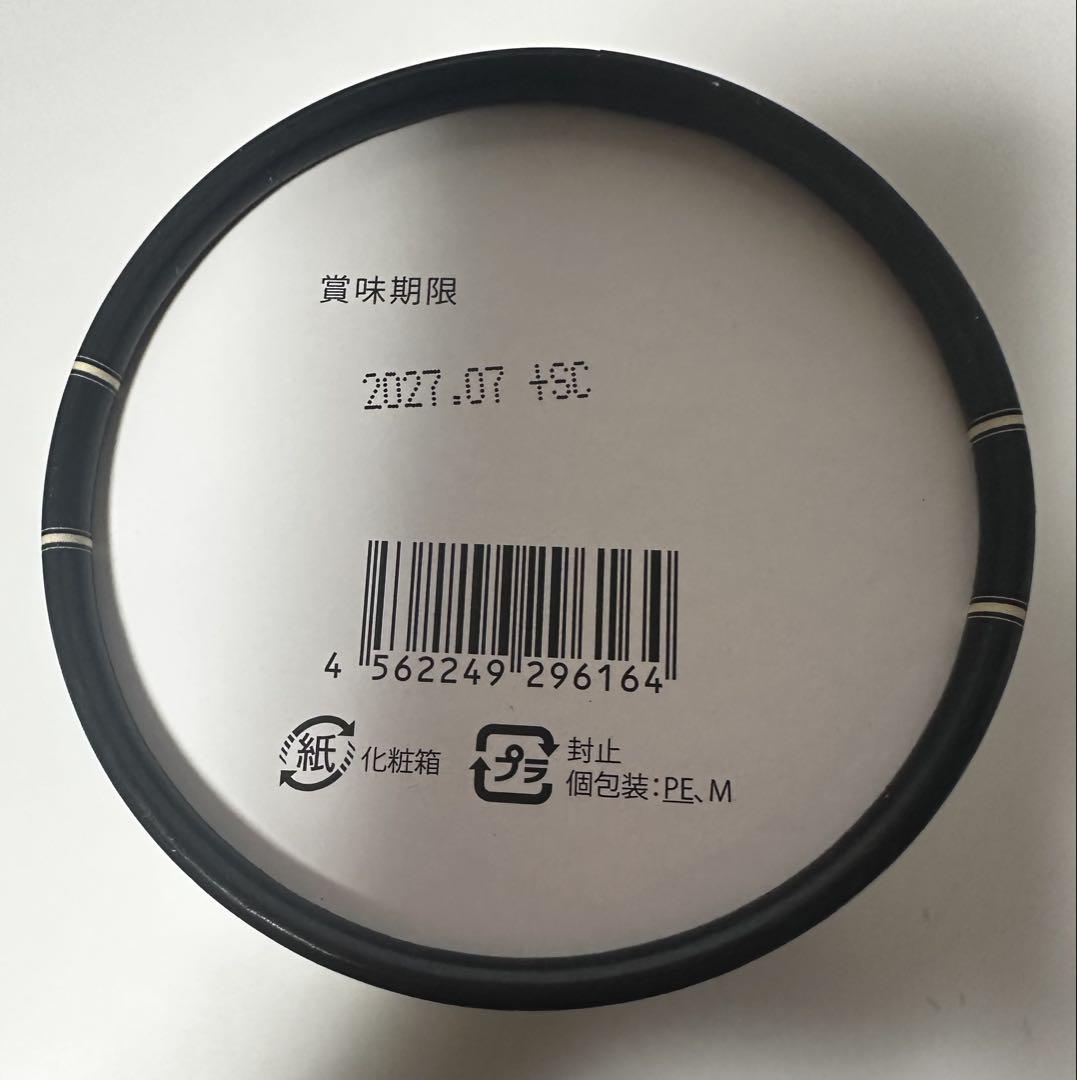 賞味期限
2027.07 +SC
4 562249 296164
紙 化粧箱
プラ 封止
個包装:PE、M